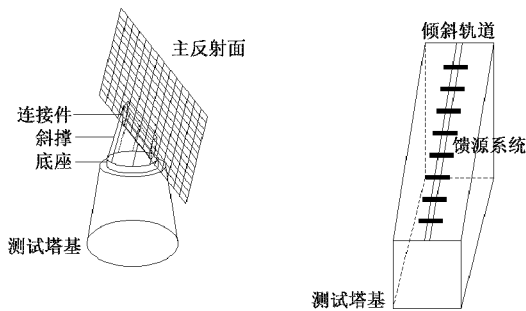 主反射面
连接件
斜撑
底座
测试塔基
倾斜轨道
馈源系统
测试塔基